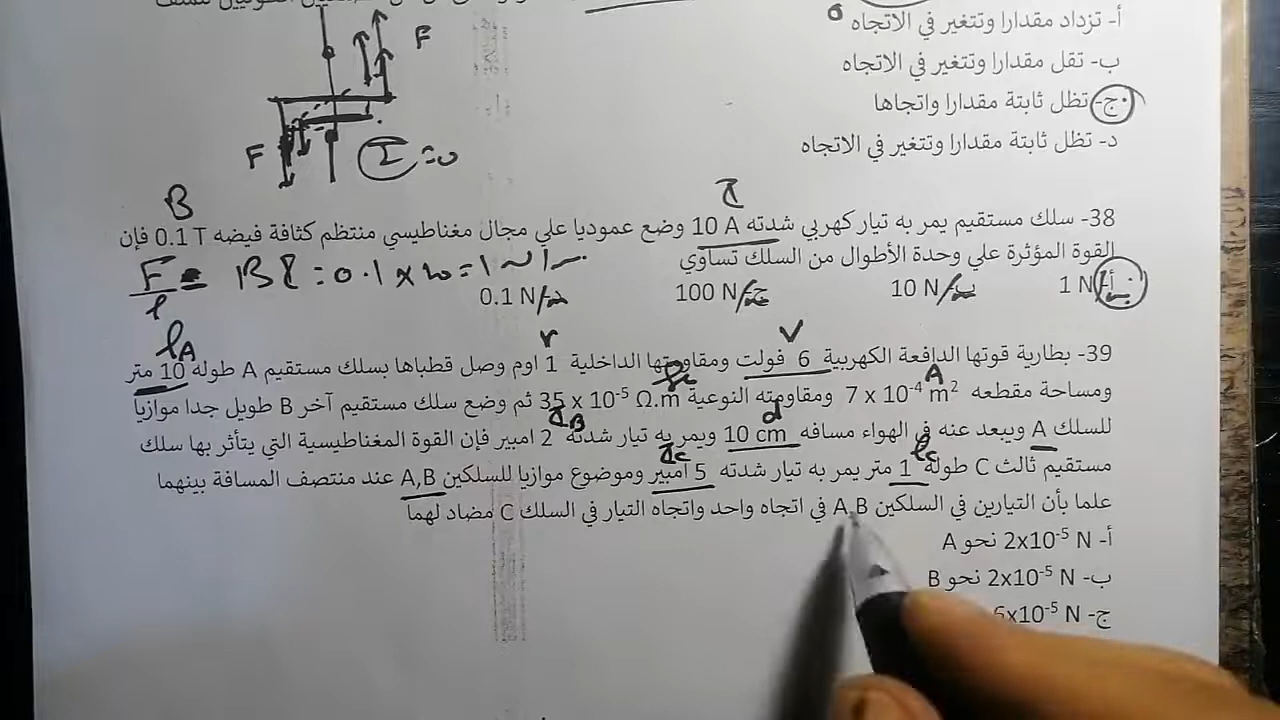 أ- تزداد مقدارا وتتغير في الاتجاه
ب- تقل مقدارا وتتغير في الاتجاه
ج- تظل ثابتة مقدارا واتجاها
د- تظل ثابتة مقدارا وتتغير في الاتجاه
F
F
I = 0
B
I
38- سلك مستقيم يمر به تيار كهربي شدته 10 A وضع عموديا علي مجال مغناطيسي منتظم كثافة فيضه 0.1 T فإن
القوة المؤثرة علي وحدة الأطوال من السلك تساوي
أ- 1 N
ب- 10 N
ج- 100 N
د- 0.1 N
F/l = BI = 0.1 × 10 = 1
l_A
r
V
39- بطارية قوتها الدافعة الكهربية 6 فولت ومقاومتها الداخلية 1 اوم وصل قطباها بسلك مستقيم A طوله 10 متر
A
ومساحة مقطعه 7 x 10⁻⁴ m² ومقاومته النوعية 35 x 10⁻⁵ Ω.m ثم وضع سلك مستقيم آخر B طويل جدا موازيا
d
I_B
للسلك A ويبعد عنه في الهواء مسافه 10 cm ويمر به تيار شدته 2 امبير فإن القوة المغناطيسية التي يتأثر بها سلك
l_c
I_c
مستقيم ثالث C طوله 1 متر يمر به تيار شدته 5 امبير وموضوع موازيا للسلكين A,B عند منتصف المسافة بينهما
علما بأن التيارين في السلكين A,B في اتجاه واحد واتجاه التيار في السلك C مضاد لهما
أ- 2x10⁻⁵ N نحو A
ب- 2x10⁻⁵ N نحو B
ج- 6x10⁻⁵ N